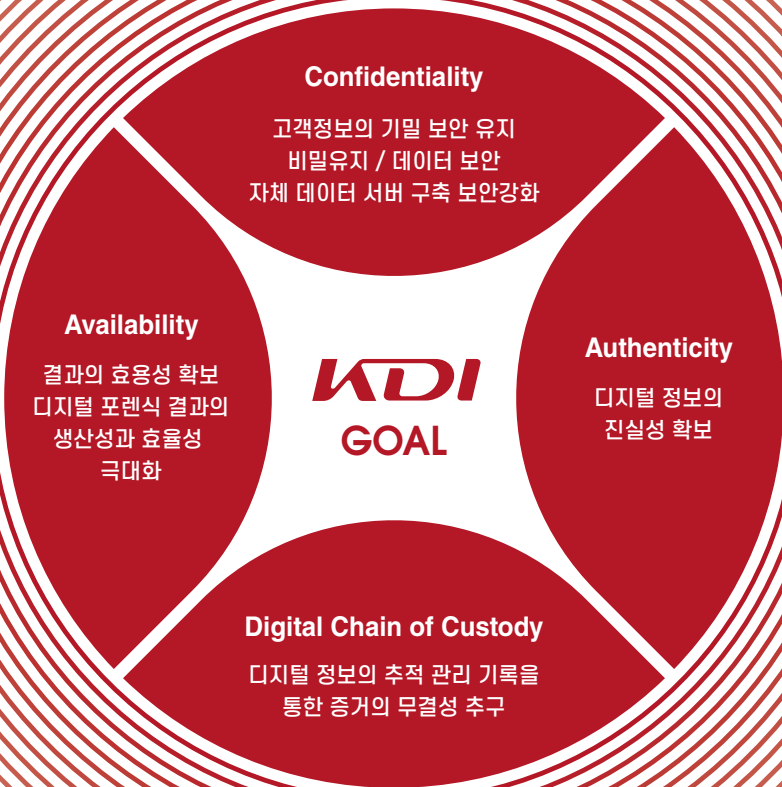 Confidentiality
고객정보의 기밀 보안 유지
비밀유지 / 데이터 보안
자체 데이터 서버 구축 보안강화
Availability
결과의 효용성 확보
디지털 포렌식 결과의
생산성과 효율성
극대화
KDI
GOAL
Authenticity
디지털 정보의
진실성 확보
Digital Chain of Custody
디지털 정보의 추적 관리 기록을
통한 증거의 무결성 추구